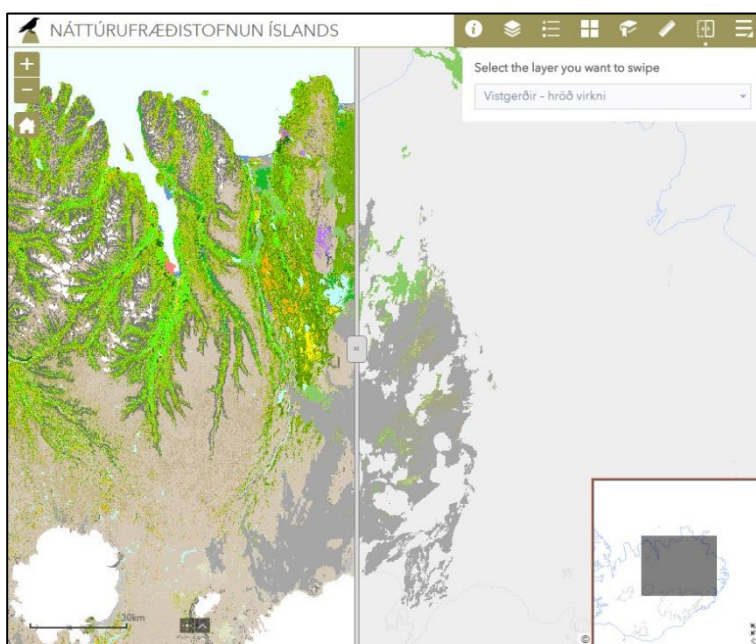 NÁTTÚRUFRÆÐISTOFNUN ÍSLANDS
Select the layer you want to swipe
Vistgerðir – hröð virkni
30km
©